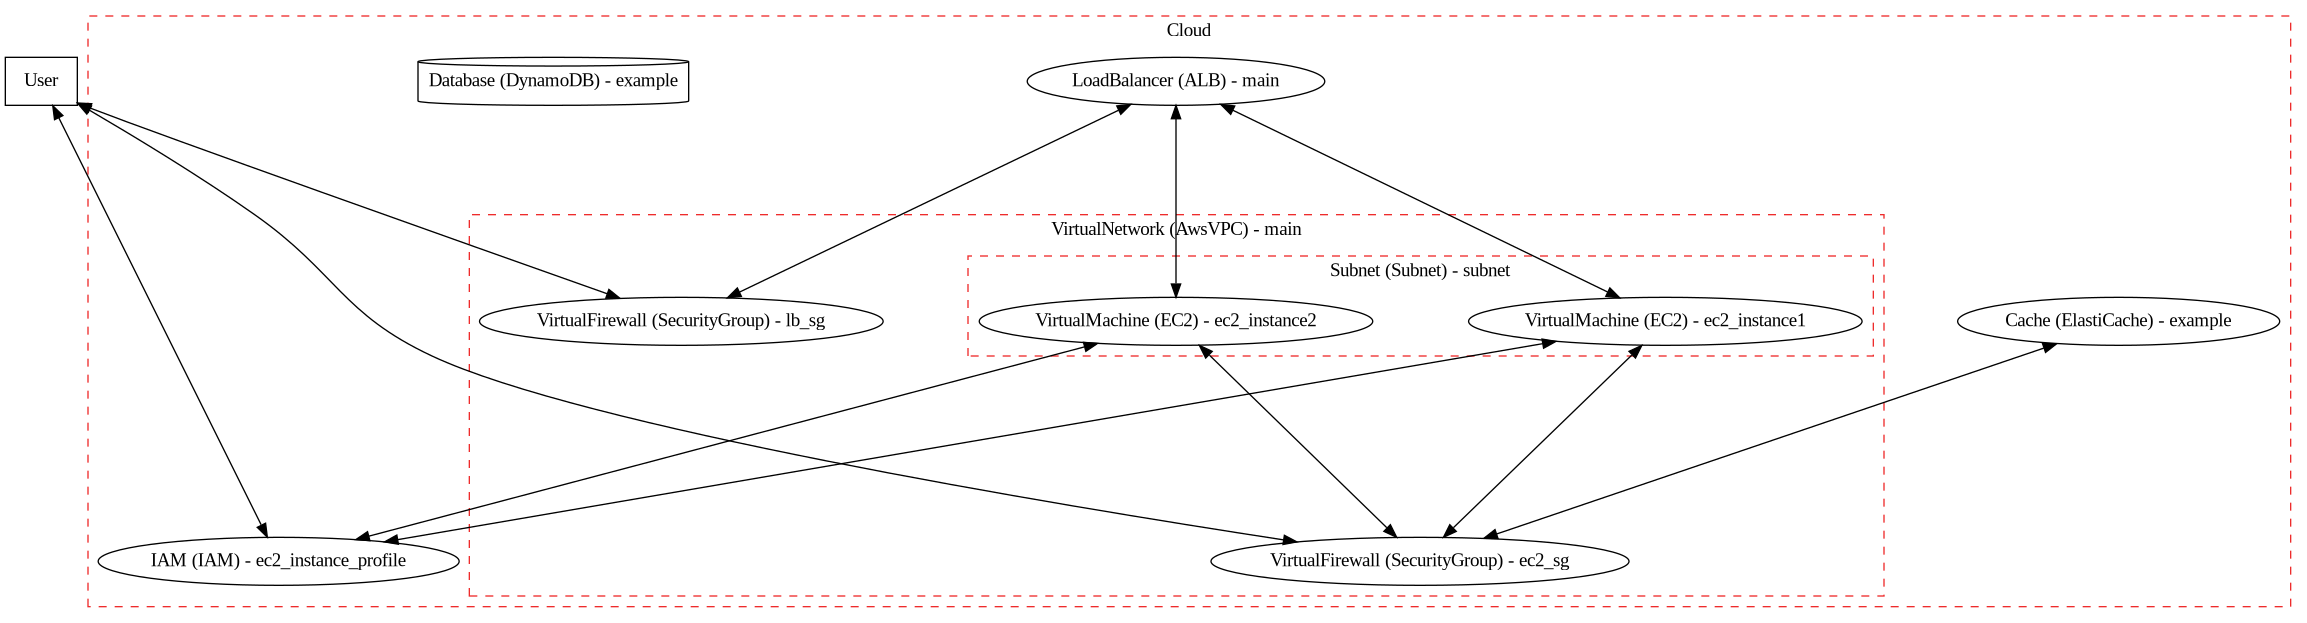 Cloud
User
Database (DynamoDB) - example
LoadBalancer (ALB) - main
VirtualNetwork (AwsVPC) - main
Subnet (Subnet) - subnet
VirtualFirewall (SecurityGroup) - lb_sg
VirtualMachine (EC2) - ec2_instance2
VirtualMachine (EC2) - ec2_instance1
Cache (ElastiCache) - example
IAM (IAM) - ec2_instance_profile
VirtualFirewall (SecurityGroup) - ec2_sg